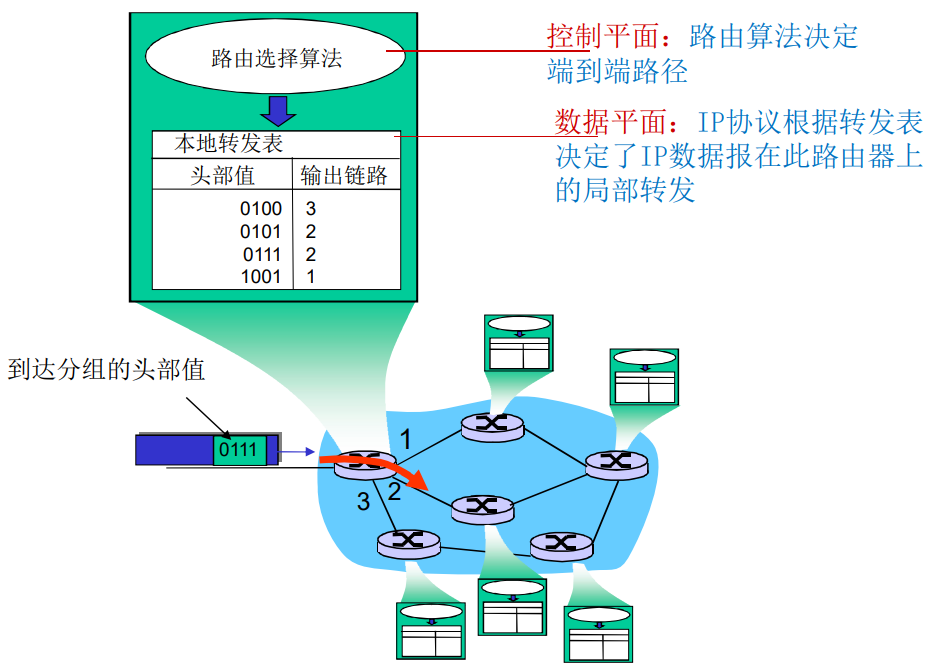 路由选择算法
控制平面：路由算法决定
端到端路径
本地转发表
数据平面：IP协议根据转发表
决定了IP数据报在此路由器上
的局部转发
头部值 输出链路
0100 3
0101 2
0111 2
1001 1
到达分组的头部值
0111
1
2
3